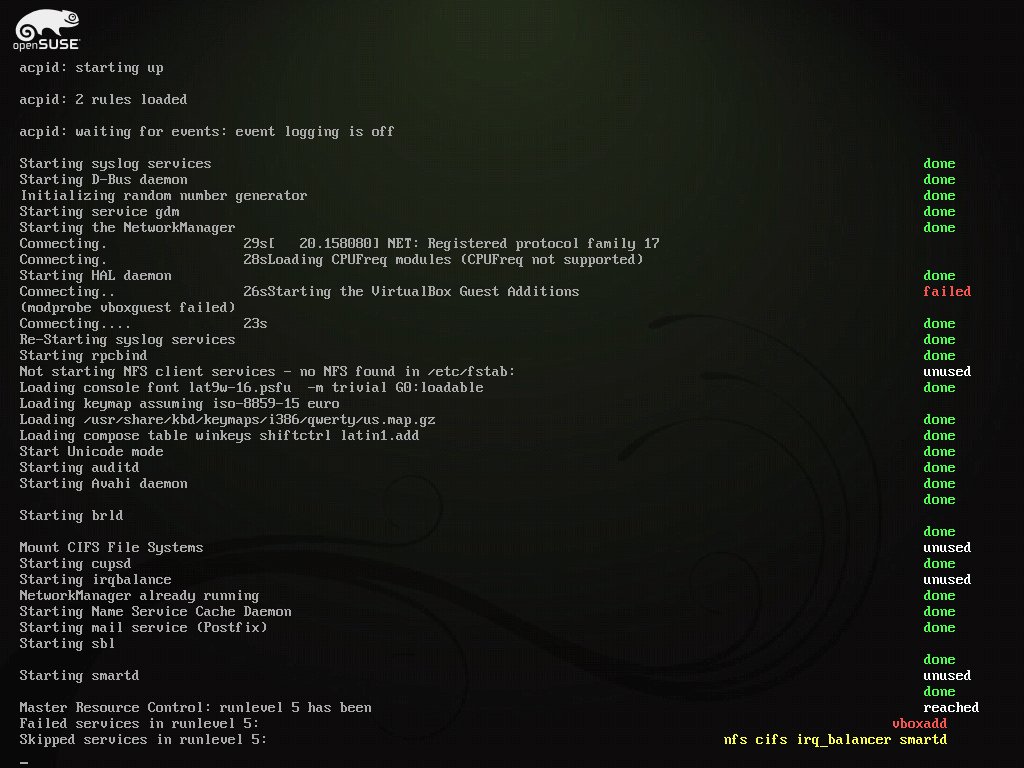 openSUSE
acpid: starting up
acpid: 2 rules loaded
acpid: waiting for events: event logging is off
Starting syslog services done
Starting D-Bus daemon done
Initializing random number generator done
Starting service gdm done
Starting the NetworkManager done
Connecting. 29s[ 20.158080] NET: Registered protocol family 17
Connecting. 28sLoading CPUFreq modules (CPUFreq not supported)
Starting HAL daemon done
Connecting.. 26sStarting the VirtualBox Guest Additions failed
(modprobe vboxguest failed)
Connecting.... 23s done
Re-Starting syslog services done
Starting rpcbind done
Not starting NFS client services - no NFS found in /etc/fstab: unused
Loading console font lat9w-16.psfu -m trivial G0:loadable done
Loading keymap assuming iso-8859-15 euro
Loading /usr/share/kbd/keymaps/i386/qwerty/us.map.gz done
Loading compose table winkeys shiftctrl latin1.add done
Start Unicode mode done
Starting auditd done
Starting Avahi daemon done
done
Starting brld
done
Mount CIFS File Systems unused
Starting cupsd done
Starting irqbalance unused
NetworkManager already running done
Starting Name Service Cache Daemon done
Starting mail service (Postfix) done
Starting sbl
done
Starting smartd unused
done
Master Resource Control: runlevel 5 has been reached
Failed services in runlevel 5: vboxadd
Skipped services in runlevel 5: nfs cifs irq_balancer smartd
_